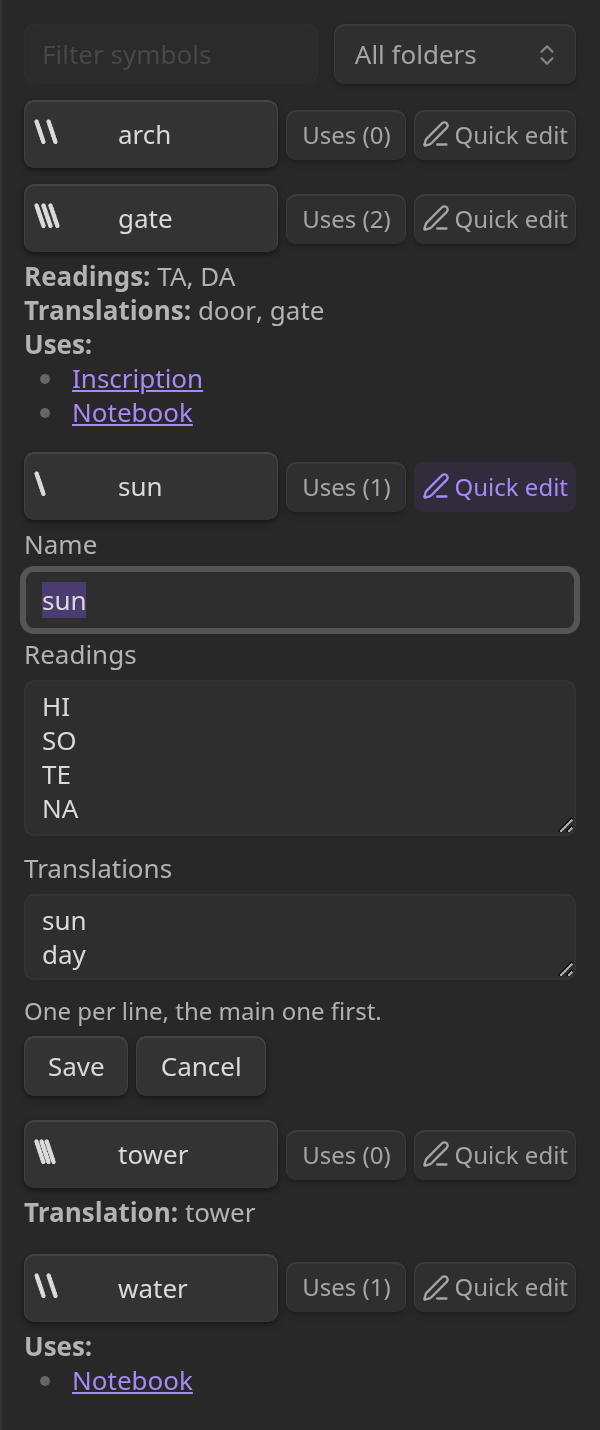 Filter symbols All folders
arch Uses (0) Quick edit
gate Uses (2) Quick edit
Readings: TA, DA
Translations: door, gate
Uses:
Inscription
Notebook
sun Uses (1) Quick edit
Name
sun
Readings
HI
SO
TE
NA
Translations
sun
day
One per line, the main one first.
Save Cancel
tower Uses (0) Quick edit
Translation: tower
water Uses (1) Quick edit
Uses:
Notebook